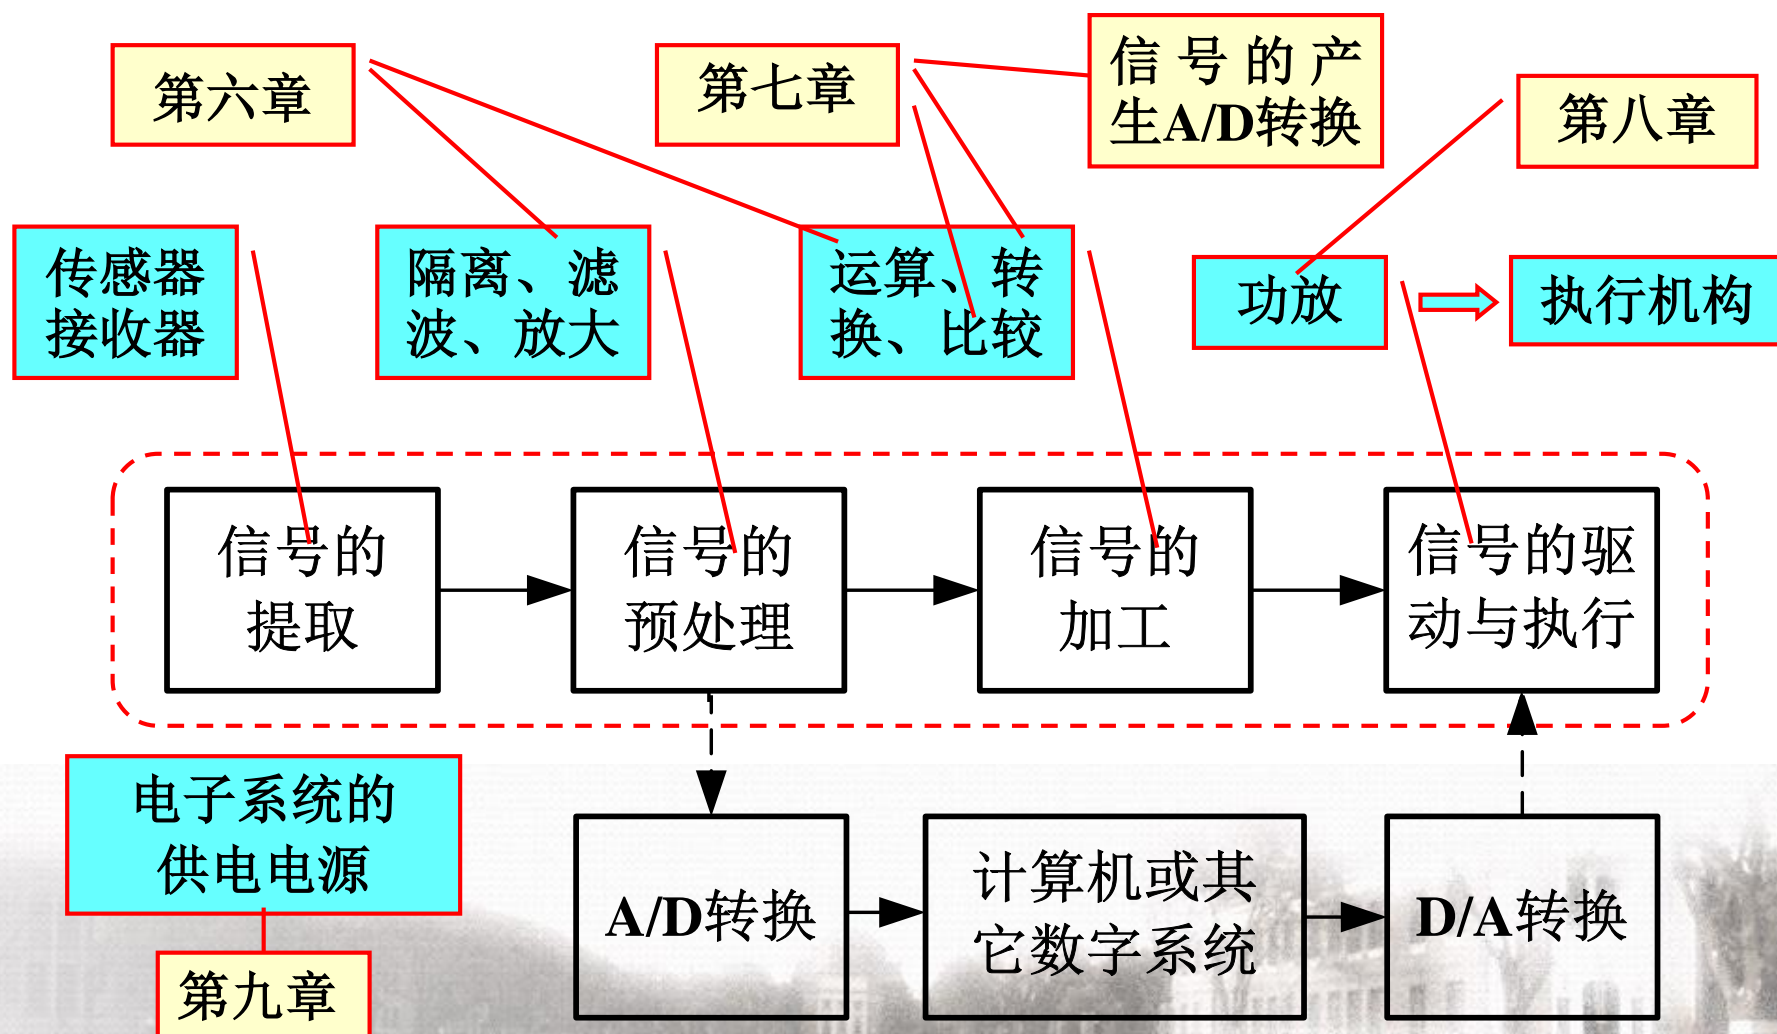 第六章
第七章
信号的产
生A/D转换
第八章
传感器
接收器
隔离、滤
波、放大
运算、转
换、比较
功放
执行机构
信号的
提取
信号的
预处理
信号的
加工
信号的驱
动与执行
电子系统的
供电电源
第九章
A/D转换
计算机或其
它数字系统
D/A转换